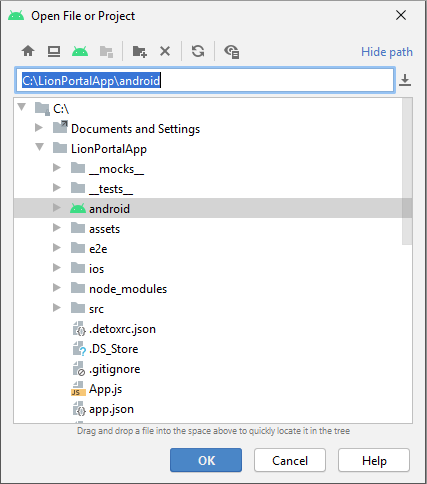 Open File or Project
Hide path
C:\LionPortalApp\android
C:\
Documents and Settings
LionPortalApp
__mocks__
__tests__
android
assets
e2e
ios
node_modules
src
.detoxrc.json
.DS_Store
.gitignore
JS
App.js
app.json
Drag and drop a file into the space above to quickly locate it in the tree
OK
Cancel
Help